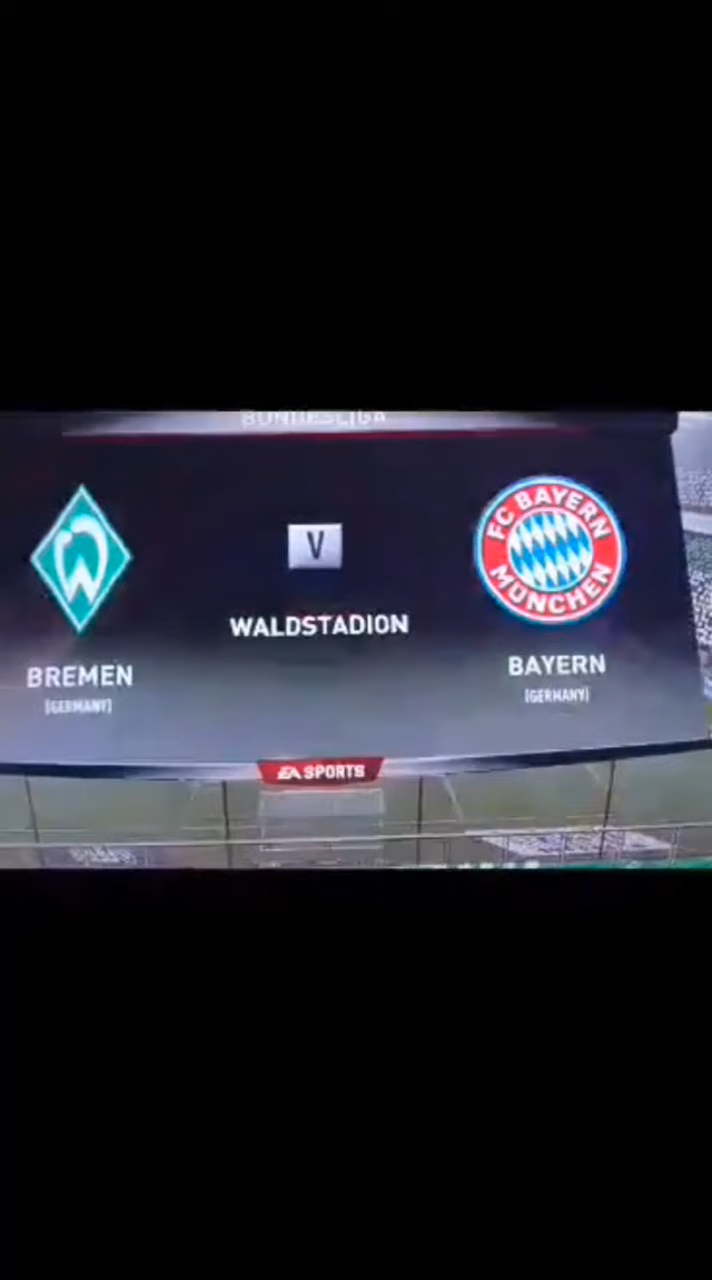 BUNDESLIGA
V
FC BAYERN
MÜNCHEN
WALDSTADION
BREMEN
(GERMANY)
BAYERN
(GERMANY)
EA SPORTS